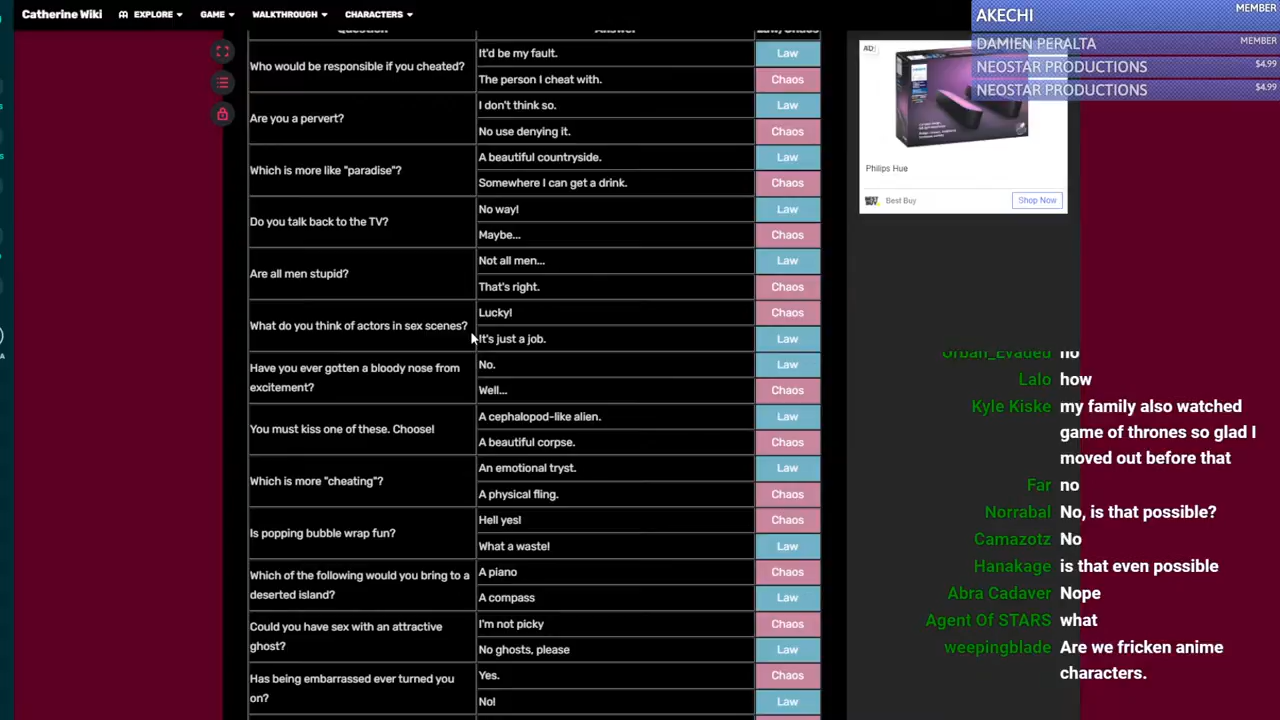 Catherine Wiki
EXPLORE
GAME
WALKTHROUGH
CHARACTERS
AKECHI
MEMBER
DAMIEN PERALTA
MEMBER
NEOSTAR PRODUCTIONS
$4.99
NEOSTAR PRODUCTIONS
$4.99
Who would be responsible if you cheated?
It'd be my fault.
Law
The person I cheat with.
Chaos
Are you a pervert?
I don't think so.
Law
No use denying it.
Chaos
Which is more like "paradise"?
A beautiful countryside.
Law
Somewhere I can get a drink.
Chaos
Do you talk back to the TV?
No way!
Law
Maybe...
Chaos
Are all men stupid?
Not all men...
Law
That's right.
Chaos
What do you think of actors in sex scenes?
Lucky!
Chaos
It's just a job.
Law
Have you ever gotten a bloody nose from
excitement?
No.
Law
Well...
Chaos
You must kiss one of these. Choose!
A cephalopod-like alien.
Law
A beautiful corpse.
Chaos
Which is more "cheating"?
An emotional tryst.
Law
A physical fling.
Chaos
Is popping bubble wrap fun?
Hell yes!
Chaos
What a waste!
Law
Which of the following would you bring to a
deserted island?
A piano
Chaos
A compass
Law
Could you have sex with an attractive
ghost?
I'm not picky
Chaos
No ghosts, please
Law
Has being embarrassed ever turned you
on?
Yes.
Chaos
No!
Law
AD
Philips Hue
Best Buy
Shop Now
Urban_Evaded no
Lalo how
Kyle Kiske my family also watched
game of thrones so glad I
moved out before that
Far no
Norrabal No, is that possible?
Camazotz No
Hanakage is that even possible
Abra Cadaver Nope
Agent Of STARS what
weepingblade Are we fricken anime
characters.